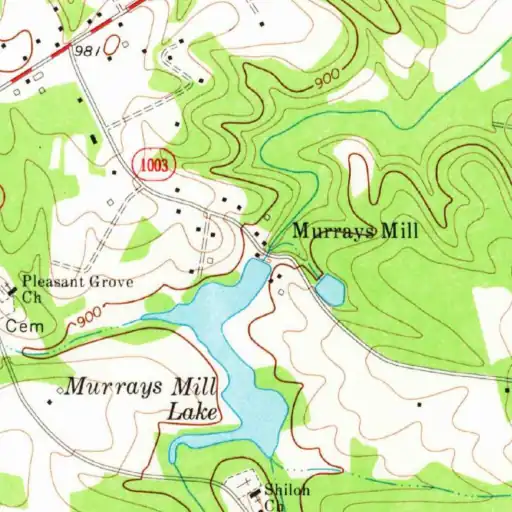 981
900
1003
Murrays Mill
Pleasant Grove
Ch
900
Cem
Murrays Mill
Lake
Shiloh
Ch